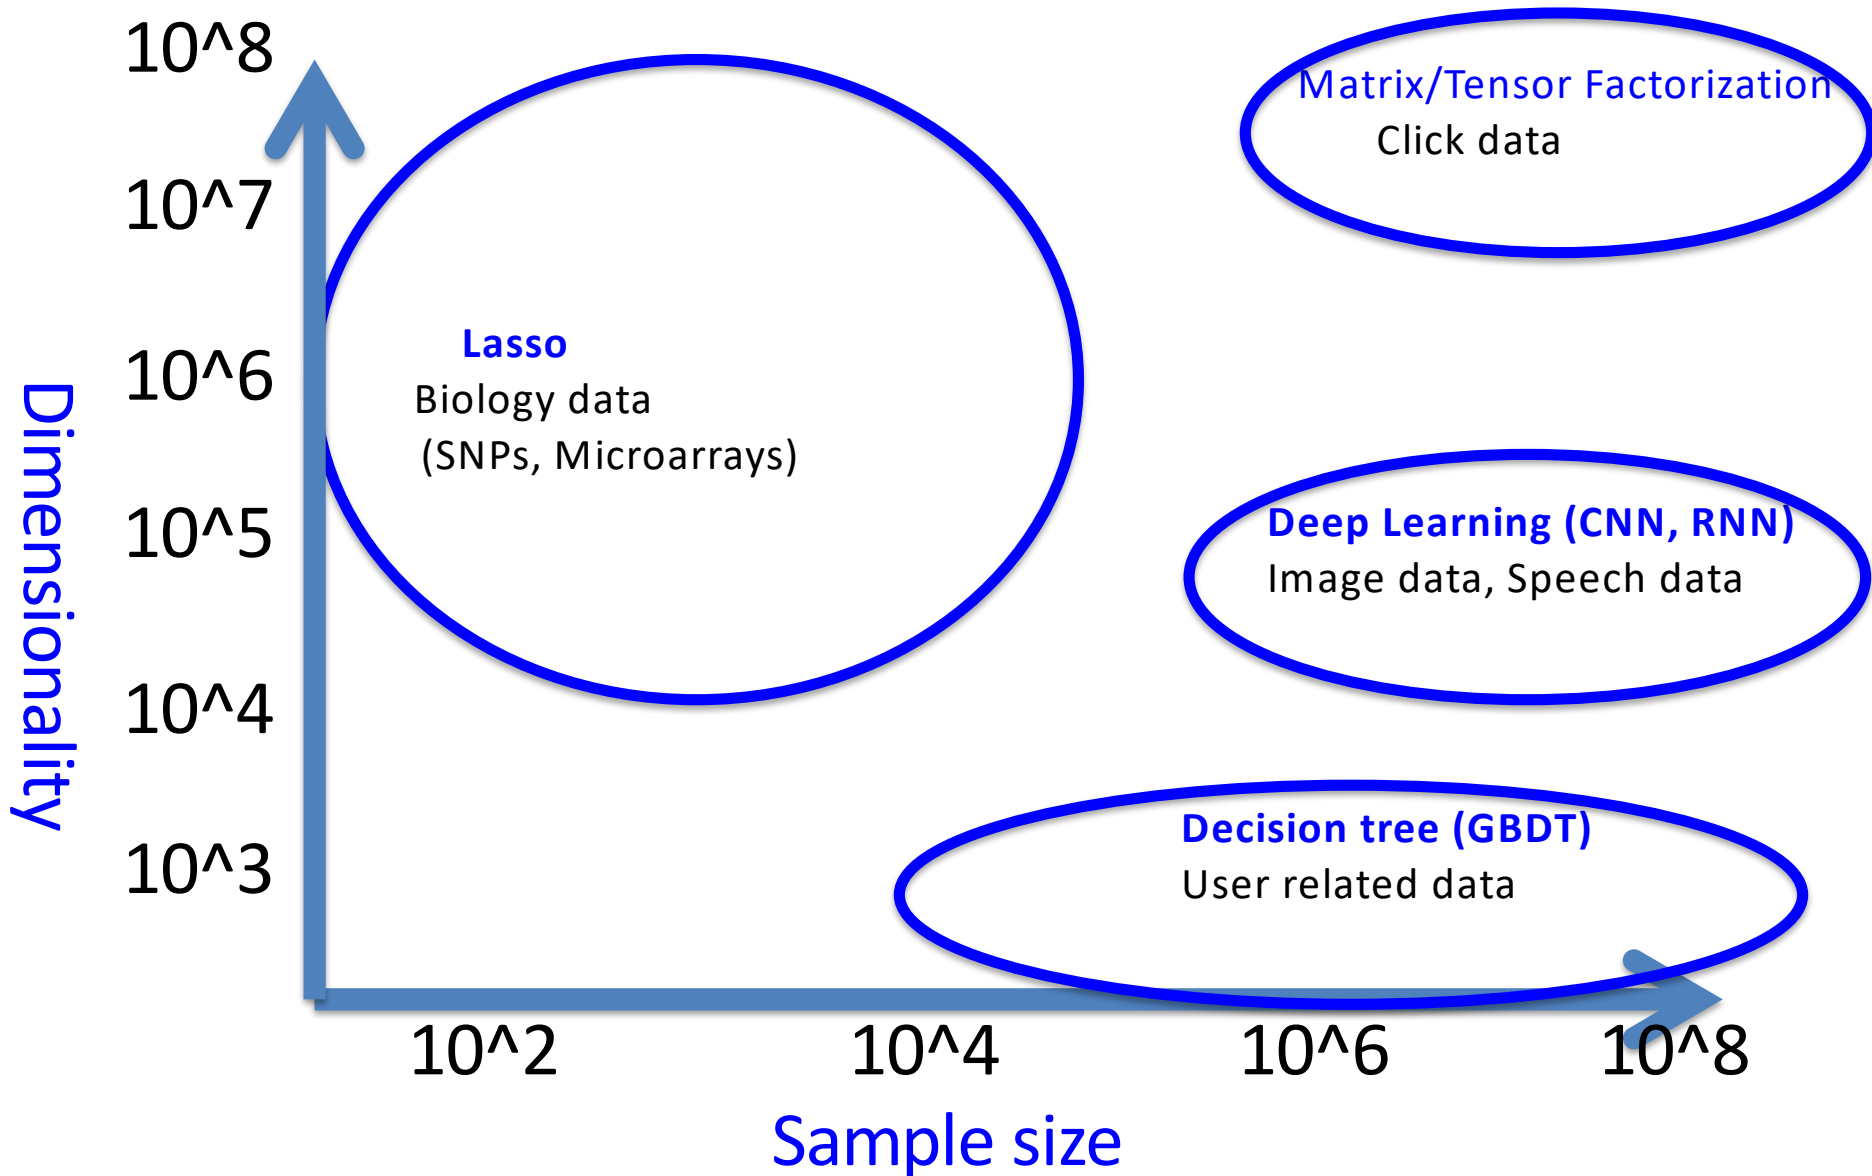 10^8
10^7
10^6
10^5
10^4
10^3
Dimensionality
Matrix/Tensor Factorization
Click data
Lasso
Biology data
(SNPs, Microarrays)
Deep Learning (CNN, RNN)
Image data, Speech data
Decision tree (GBDT)
User related data
10^2
10^4
10^6
10^8
Sample size